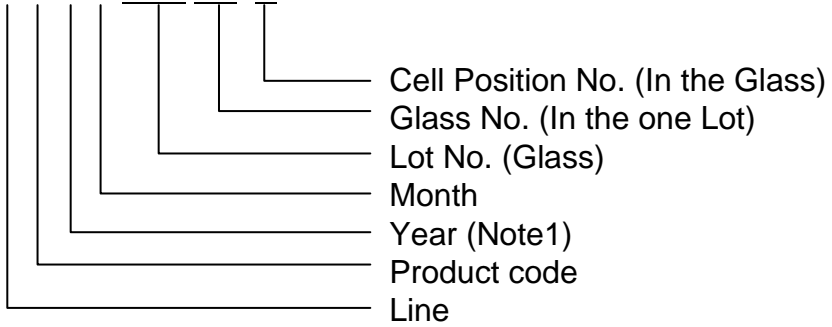 Cell Position No. (In the Glass)
Glass No. (In the one Lot)
Lot No. (Glass)
Month
Year (Note1)
Product code
Line